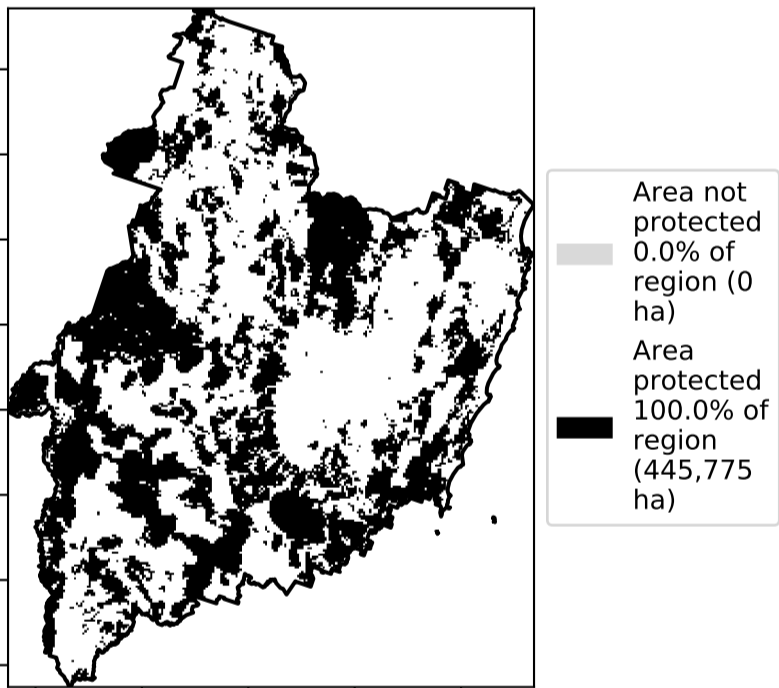 Area not
protected
0.0% of
region (0
ha)
Area
protected
100.0% of
region
(445,775
ha)